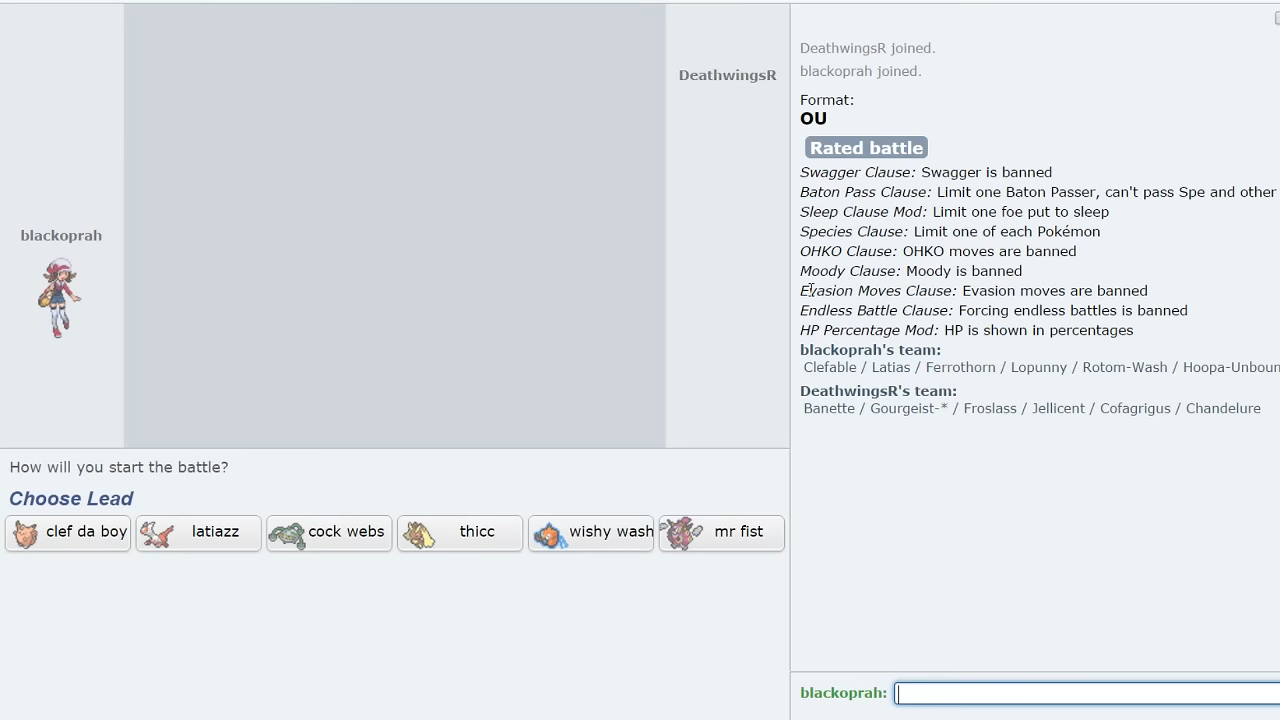 DeathwingsR
blackoprah
How will you start the battle?
Choose Lead
clef da boy
latiazz
cock webs
thicc
wishy wash
mr fist
DeathwingsR joined.
blackoprah joined.
Format:
OU
Rated battle
Swagger Clause: Swagger is banned
Baton Pass Clause: Limit one Baton Passer, can't pass Spe and other
Sleep Clause Mod: Limit one foe put to sleep
Species Clause: Limit one of each Pokémon
OHKO Clause: OHKO moves are banned
Moody Clause: Moody is banned
Evasion Moves Clause: Evasion moves are banned
Endless Battle Clause: Forcing endless battles is banned
HP Percentage Mod: HP is shown in percentages
blackoprah's team:
Clefable / Latias / Ferrothorn / Lopunny / Rotom-Wash / Hoopa-Unboun
DeathwingsR's team:
Banette / Gourgeist-* / Froslass / Jellicent / Cofagrigus / Chandelure
blackoprah: